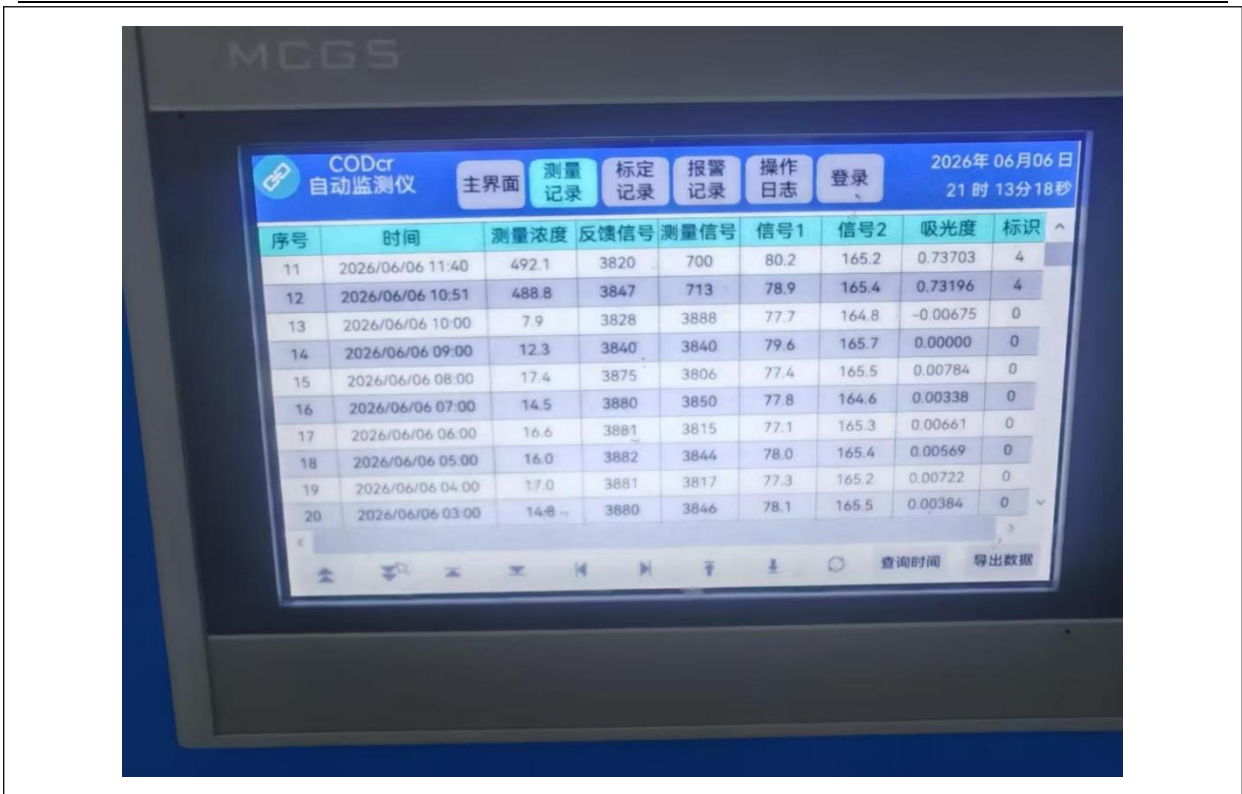 MCGS
CODcr 自动监测仪 主界面 测量记录 标定记录 报警记录 操作日志 登录 2026年06月06日 21时13分18秒
序号 时间 测量浓度 反馈信号 测量信号 信号1 信号2 吸光度 标识
11 2026/06/06 11:40 492.1 3820 700 80.2 165.2 0.73703 4
12 2026/06/06 10:51 488.8 3847 713 78.9 165.4 0.73196 4
13 2026/06/06 10:00 7.9 3828 3888 77.7 164.8 -0.00675 0
14 2026/06/06 09:00 12.3 3840 3840 79.6 165.7 0.00000 0
15 2026/06/06 08:00 17.4 3875 3806 77.4 165.5 0.00784 0
16 2026/06/06 07:00 14.5 3880 3850 77.8 164.6 0.00338 0
17 2026/06/06 06:00 16.6 3881 3815 77.1 165.3 0.00661 0
18 2026/06/06 05:00 16.0 3882 3844 78.0 165.4 0.00569 0
19 2026/06/06 04:00 17.0 3881 3817 77.3 165.2 0.00722 0
20 2026/06/06 03:00 14.8 3880 3846 78.1 165.5 0.00384 0
查询时间 导出数据